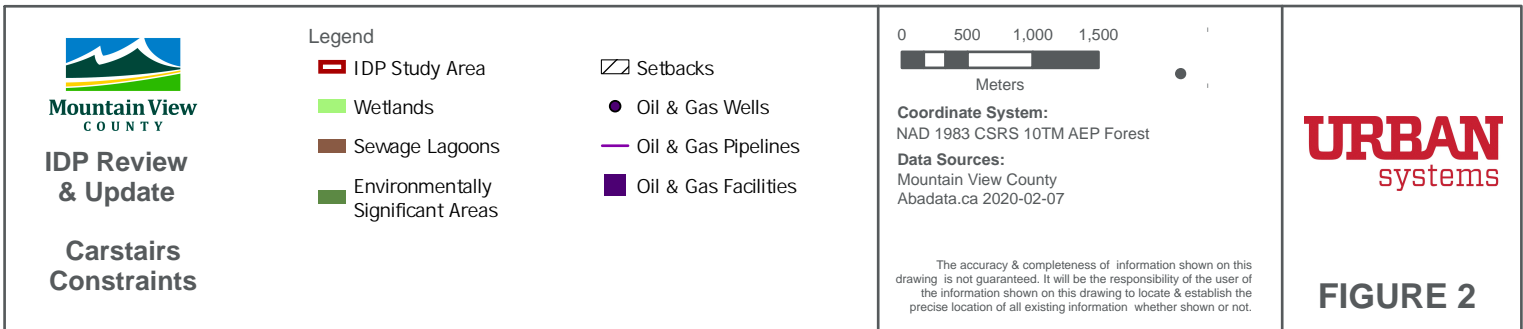 Mountain View
COUNTY
IDP Review
& Update
Carstairs
Constraints
Legend
IDP Study Area
Wetlands
Sewage Lagoons
Environmentally
Significant Areas
Setbacks
Oil & Gas Wells
Oil & Gas Pipelines
Oil & Gas Facilities
0 500 1,000 1,500
Meters
Coordinate System:
NAD 1983 CSRS 10TM AEP Forest
Data Sources:
Mountain View County
Abadata.ca 2020-02-07
The accuracy & completeness of information shown on this
drawing is not guaranteed. It will be the responsibility of the user of
the information shown on this drawing to locate & establish the
precise location of all existing information whether shown or not.
URBAN
systems
FIGURE 2